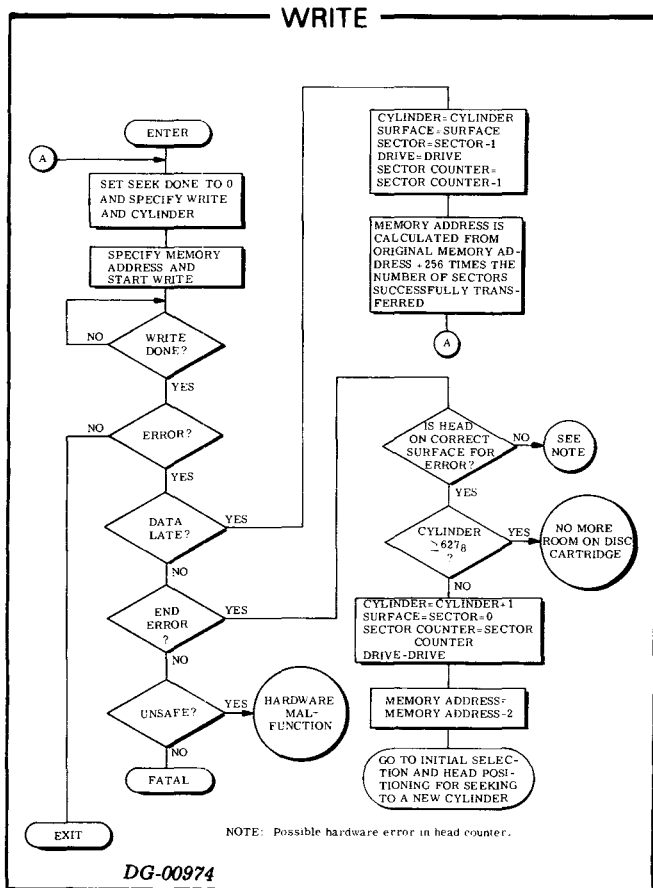 WRITE
ENTER
A
SET SEEK DONE TO 0
AND SPECIFY WRITE
AND CYLINDER
SPECIFY MEMORY
ADDRESS AND
START WRITE
NO
WRITE
DONE?
YES
NO
ERROR?
YES
DATA
LATE?
YES
NO
END
ERROR
?
YES
NO
UNSAFE?
YES
HARDWARE
MAL-
FUNCTION
NO
FATAL
EXIT
CYLINDER=CYLINDER
SURFACE=SURFACE
SECTOR=SECTOR-1
DRIVE=DRIVE
SECTOR COUNTER=
SECTOR COUNTER-1
MEMORY ADDRESS IS
CALCULATED FROM
ORIGINAL MEMORY AD-
DRESS +256 TIMES THE
NUMBER OF SECTORS
SUCCESSFULLY TRANS-
FERRED
A
IS HEAD
ON CORRECT
SURFACE FOR
ERROR?
NO
SEE
NOTE
YES
CYLINDER
≥627₈
?
YES
NO MORE
ROOM ON DISC
CARTRIDGE
NO
CYLINDER=CYLINDER+1
SURFACE=SECTOR=0
SECTOR COUNTER=SECTOR
COUNTER
DRIVE-DRIVE
MEMORY ADDRESS=
MEMORY ADDRESS-2
GO TO INITIAL SELEC-
TION AND HEAD POSI-
TIONING FOR SEEKING
TO A NEW CYLINDER
NOTE: Possible hardware error in head counter.
DG-00974